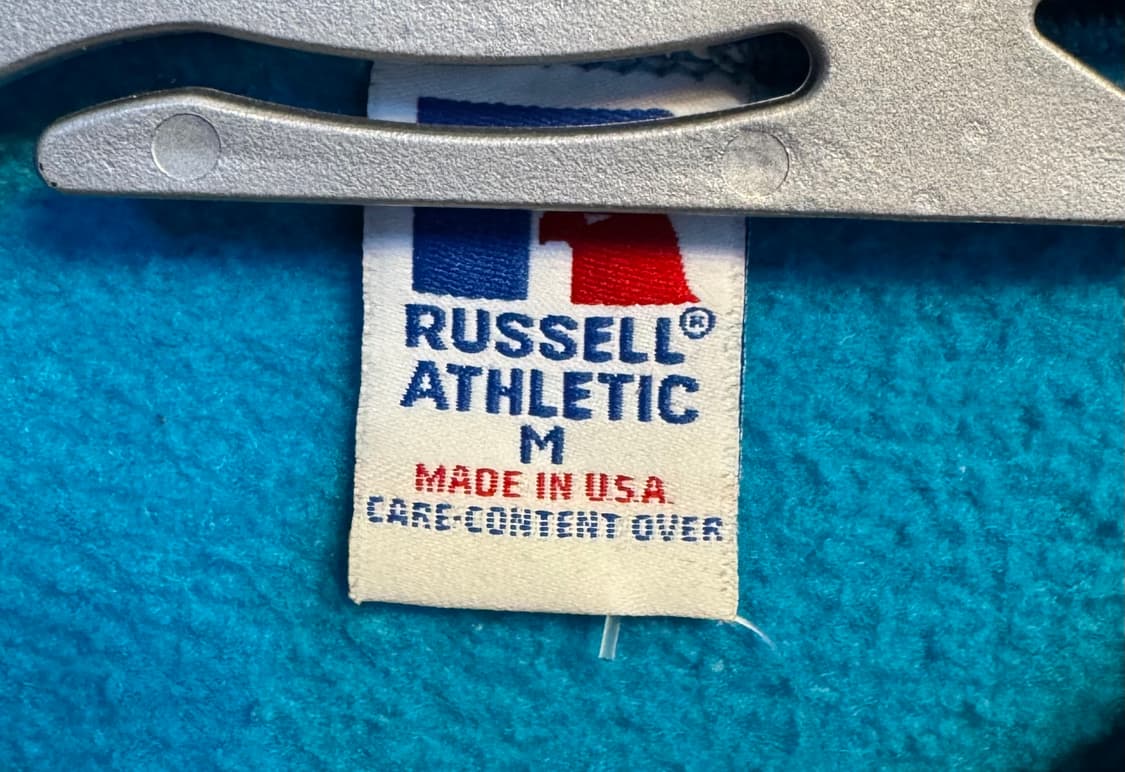 RUSSELL®
ATHLETIC
M
MADE IN U.S.A.
CARE-CONTENT OVER